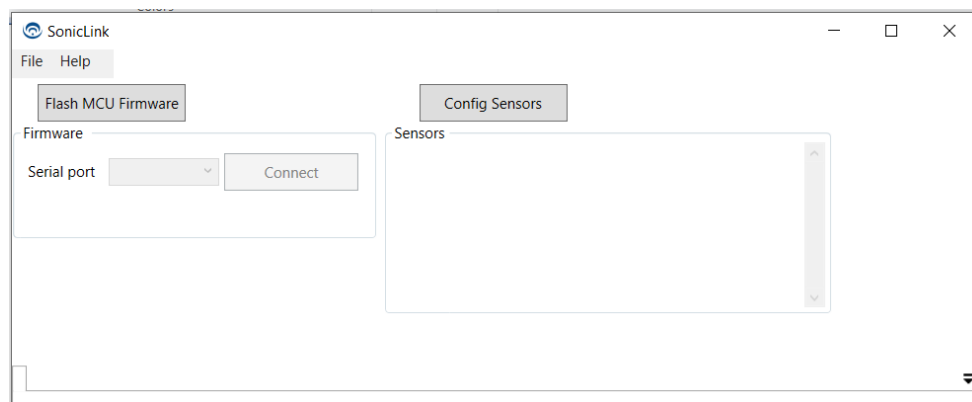 SonicLink
File Help
Flash MCU Firmware
Config Sensors
Firmware
Sensors
Serial port
Connect